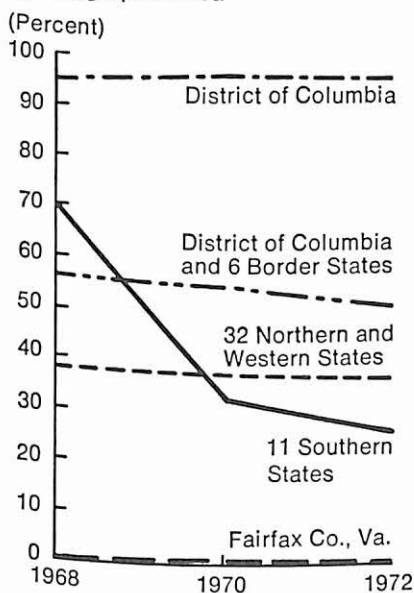 (Percent)
100
District of Columbia
90
80
70
District of Columbia
and 6 Border States
60
50
32 Northern and
Western States
40
30
11 Southern
States
20
10
Fairfax Co., Va.
0
1968
1970
1972